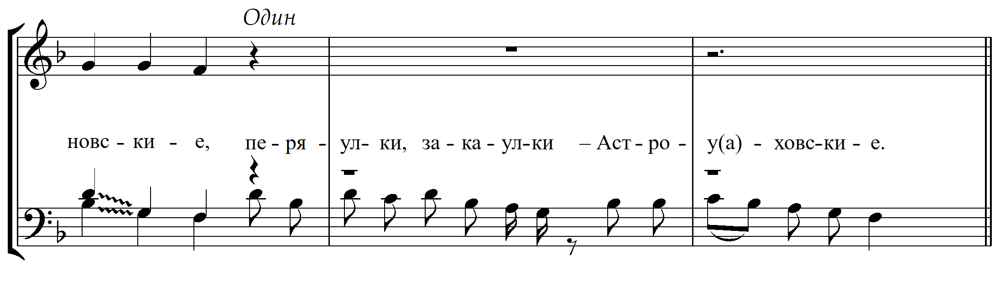 Один
новс - ки - е, пе - ря - ул- ки, за - ка - ул-ки – Аст - ро - у(а) - ховс-ки - е.